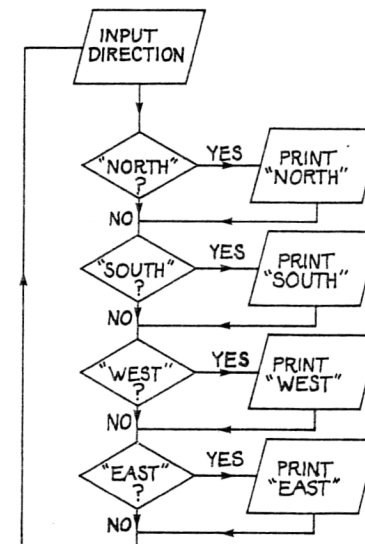 INPUT
DIRECTION
"NORTH"
?
YES
PRINT
"NORTH"
NO
"SOUTH"
?
YES
PRINT
"SOUTH"
NO
"WEST"
?
YES
PRINT
"WEST"
NO
"EAST"
?
YES
PRINT
"EAST"
NO